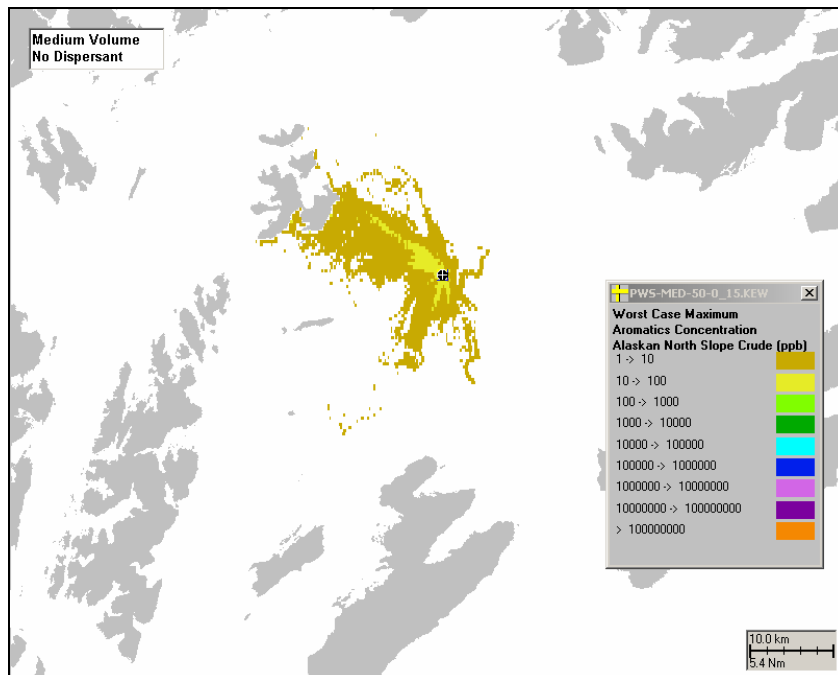 Medium Volume
No Dispersant
PWS-MED-50-0_15.KEW
Worst Case Maximum
Aromatics Concentration
Alaskan North Slope Crude (ppb)
1 -> 10
10 -> 100
100 -> 1000
1000 -> 10000
10000 -> 100000
100000 -> 1000000
1000000 -> 10000000
10000000 -> 100000000
> 100000000
10.0 km
5.4 Nm